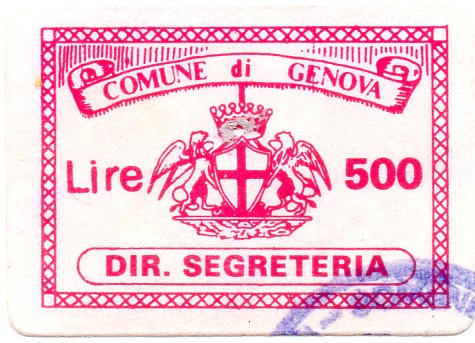 COMUNE di GENOVA
Lire 500
DIR. SEGRETERIA